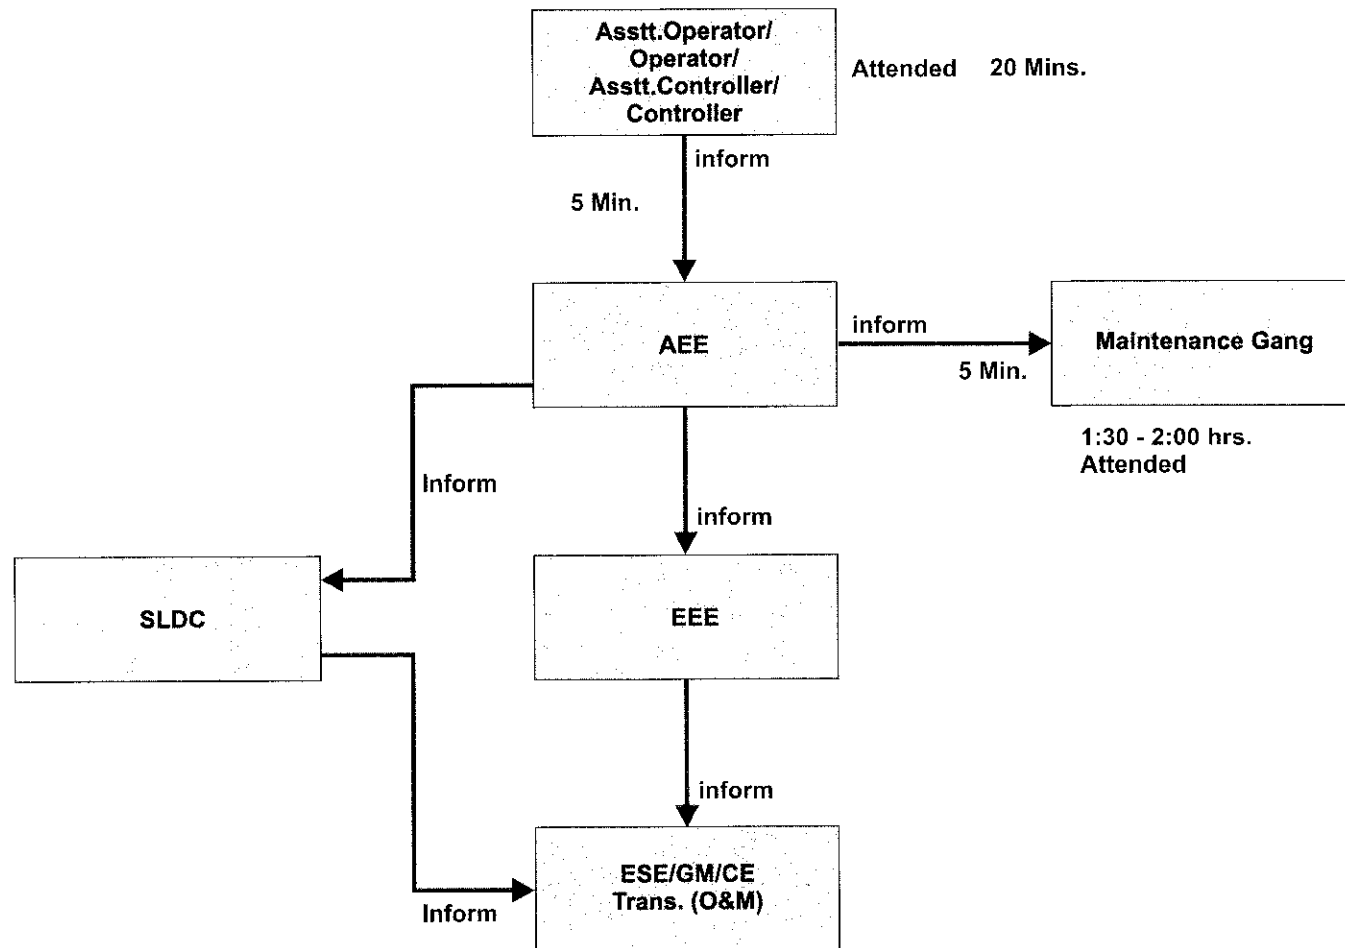 Asstt.Operator/
Operator/
Asstt.Controller/
Controller
Attended 20 Mins.
inform
5 Min.
AEE
inform
5 Min.
Maintenance Gang
1:30 - 2:00 hrs.
Attended
Inform
inform
SLDC
EEE
inform
ESE/GM/CE
Trans. (O&M)
Inform